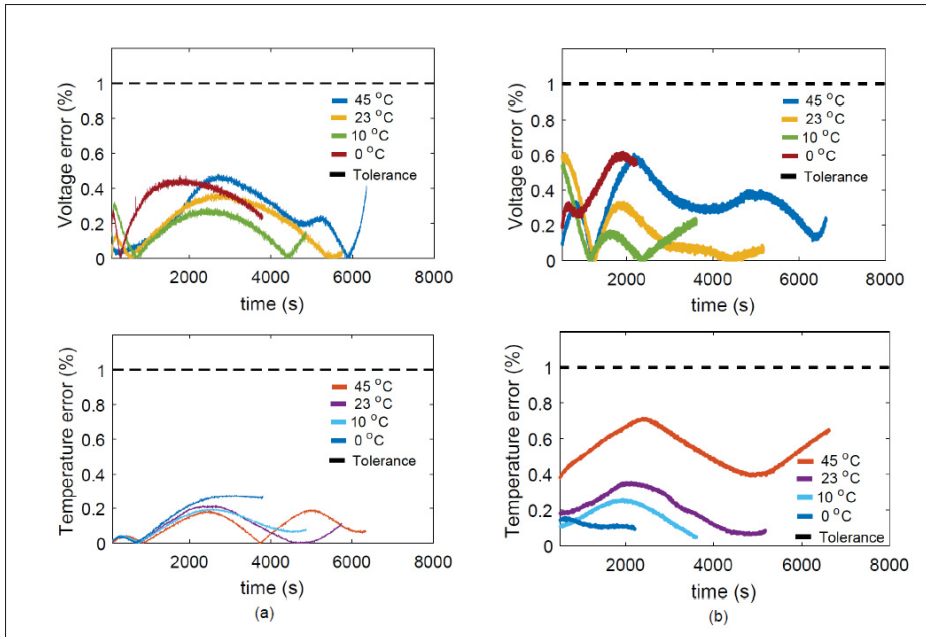 Voltage error (%)
1
0.8
0.6
0.4
0.2
0
2000 4000 6000 8000
time (s)
45 °C
23 °C
10 °C
0 °C
Tolerance
Voltage error (%)
1
0.8
0.6
0.4
0.2
0
2000 4000 6000 8000
time (s)
45 °C
23 °C
10 °C
0 °C
Tolerance
Temperature error (%)
1
0.8
0.6
0.4
0.2
0
2000 4000 6000 8000
time (s)
45 °C
23 °C
10 °C
0 °C
Tolerance
(a)
Temperature error (%)
1
0.8
0.6
0.4
0.2
0
2000 4000 6000 8000
time (s)
45 °C
23 °C
10 °C
0 °C
Tolerance
(b)